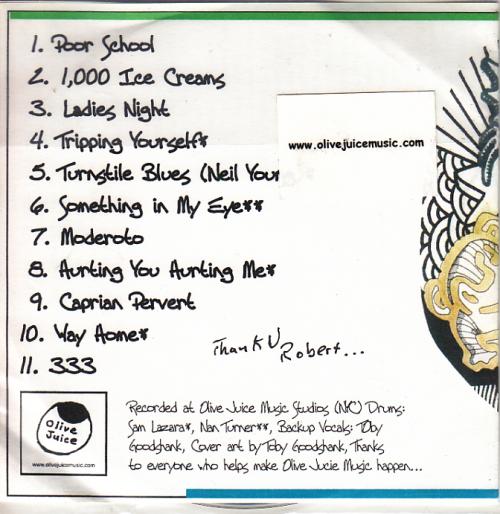 1. Poor School
2. 1,000 Ice Creams
3. Ladies Night
4. Tripping Yourself*
5. Turnstile Blues (Neil Your
www.olivejuicemusic.com
6. Something in My Eye**
7. Moderoto
8. Hurting You Hurting Me*
9. Caprian Pervent
10. Way Home*
11. 333
Thank U
Robert...
Olive
Juice
www.olivejuicemusic.com
Recorded at Olive Juice Music Studios (NYC) Drums:
Sam Lazara*, Nan Turner**, Backup Vocals: TOby
Goodshank, Cover art by Toby Goodshank, Thanks
to everyone who helps make Olive Jucie Music happen...